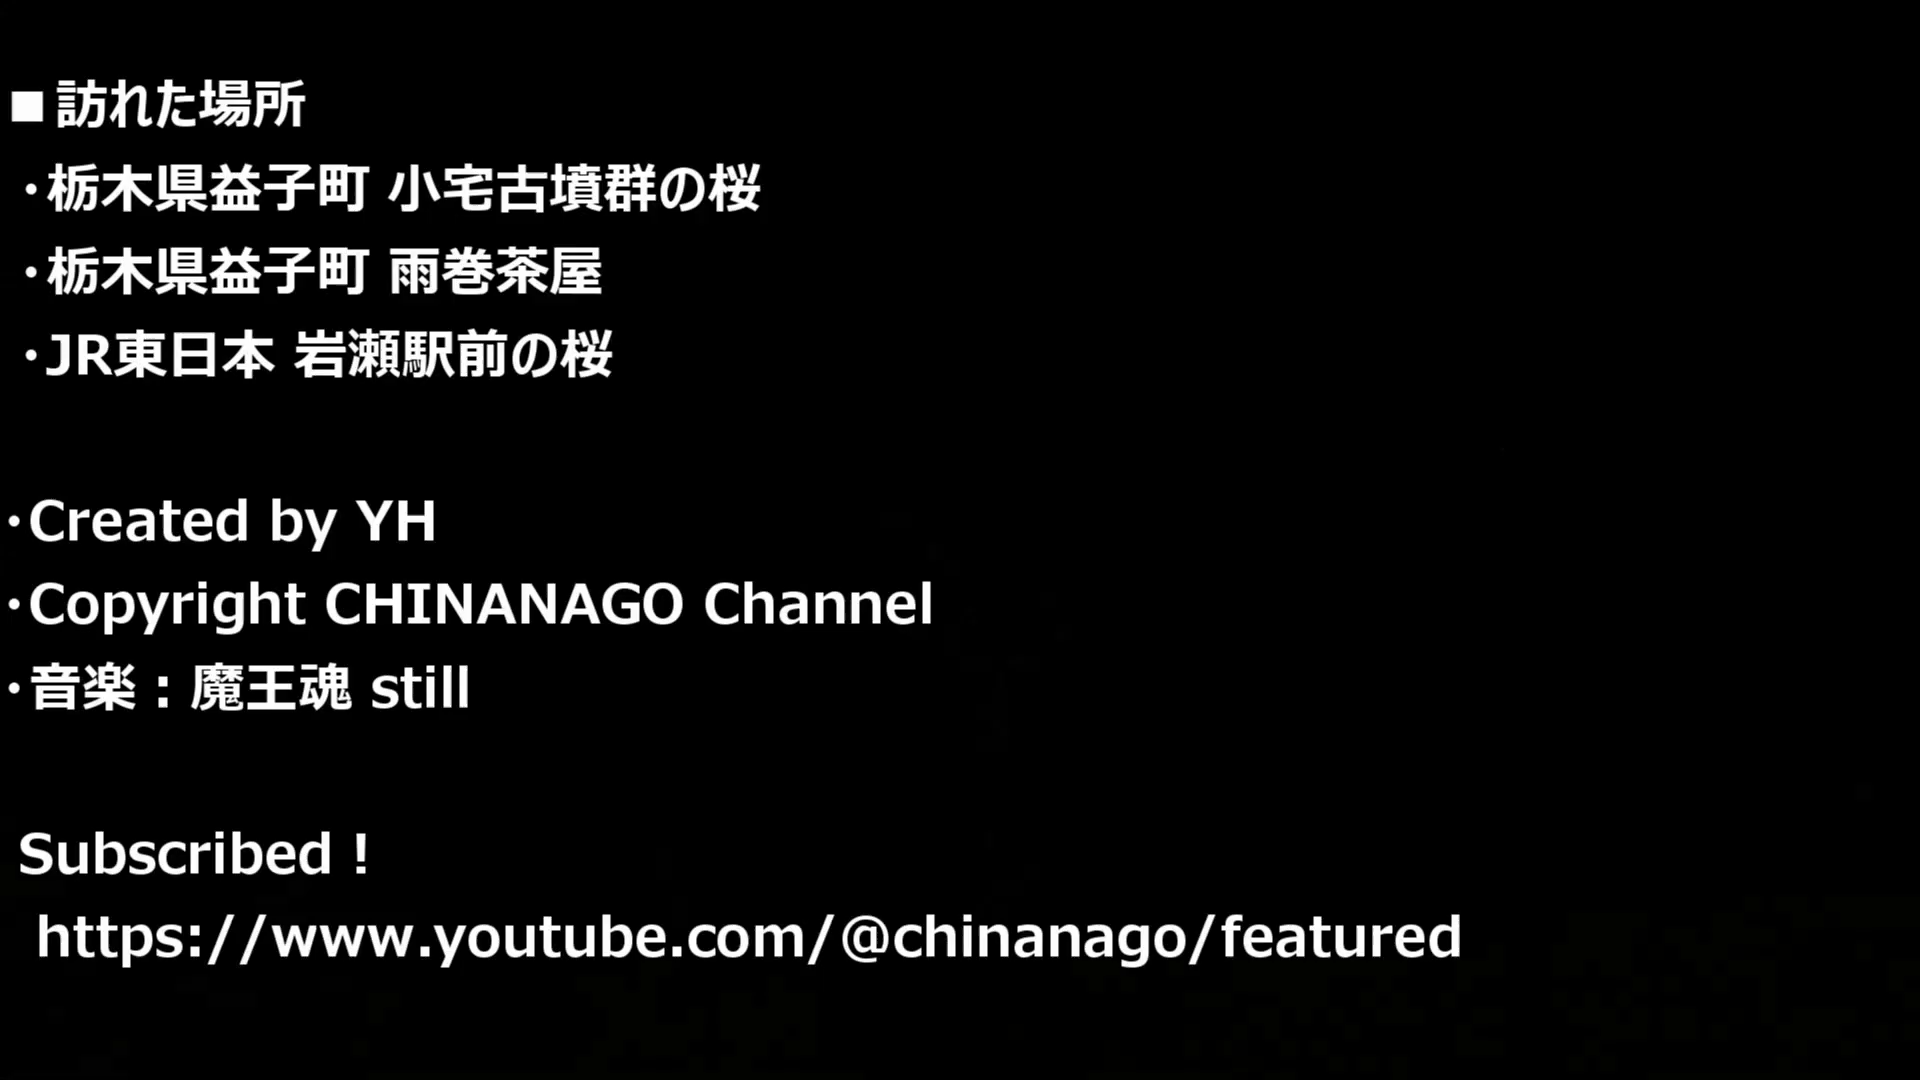 ■訪れた場所
・栃木県益子町 小宅古墳群の桜
・栃木県益子町 雨巻茶屋
・JR東日本 岩瀬駅前の桜
・Created by YH
・Copyright CHINANAGO Channel
・音楽：魔王魂 still
Subscribed！
https://www.youtube.com/@chinanago/featured